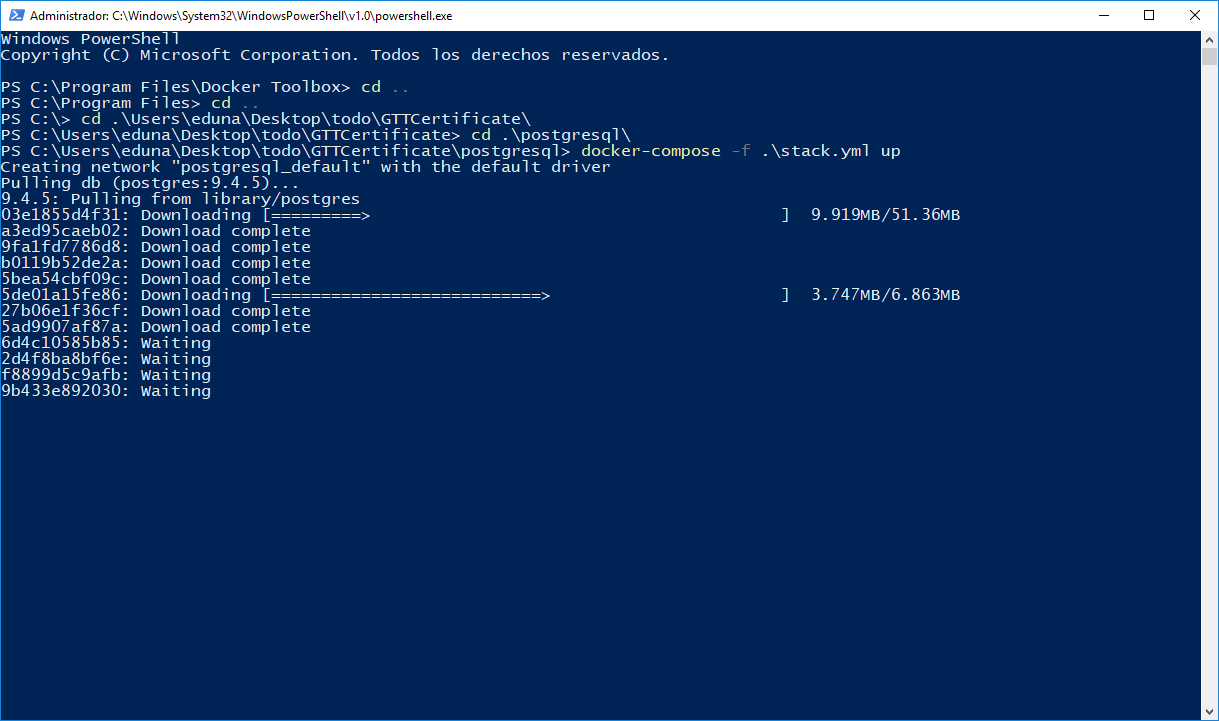 Administrador: C:\Windows\System32\WindowsPowerShell\v1.0\powershell.exe
Windows PowerShell
Copyright (C) Microsoft Corporation. Todos los derechos reservados.
PS C:\Program Files\Docker Toolbox> cd ..
PS C:\Program Files> cd ..
PS C:\> cd .\Users\eduna\Desktop\todo\GTTCertificate\
PS C:\Users\eduna\Desktop\todo\GTTCertificate> cd .\postgresql\
PS C:\Users\eduna\Desktop\todo\GTTCertificate\postgresql> docker-compose -f .\stack.yml up
Creating network "postgresql_default" with the default driver
Pulling db (postgres:9.4.5)...
9.4.5: Pulling from library/postgres
03e1855d4f31: Downloading [=========>                                         ]  9.919MB/51.36MB
a3ed95caeb02: Download complete
9fa1fd7786d8: Download complete
b0119b52de2a: Download complete
5bea54cbf09c: Download complete
5de01a15fe86: Downloading [===========================>                       ]  3.747MB/6.863MB
27b06e1f36cf: Download complete
5ad9907af87a: Download complete
6d4c10585b85: Waiting
2d4f8ba8bf6e: Waiting
f8899d5c9afb: Waiting
9b433e892030: Waiting